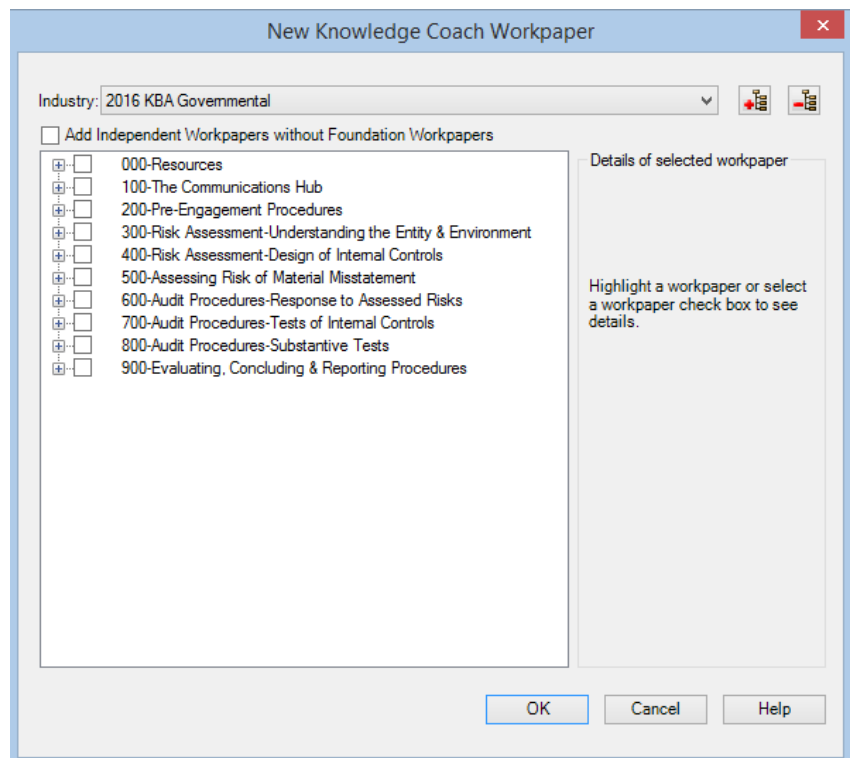 New Knowledge Coach Workpaper
Industry: 2016 KBA Governmental
Add Independent Workpapers without Foundation Workpapers
000-Resources
100-The Communications Hub
200-Pre-Engagement Procedures
300-Risk Assessment-Understanding the Entity & Environment
400-Risk Assessment-Design of Internal Controls
500-Assessing Risk of Material Misstatement
600-Audit Procedures-Response to Assessed Risks
700-Audit Procedures-Tests of Internal Controls
800-Audit Procedures-Substantive Tests
900-Evaluating, Concluding & Reporting Procedures
Details of selected workpaper
Highlight a workpaper or select
a workpaper check box to see
details.
OK Cancel Help